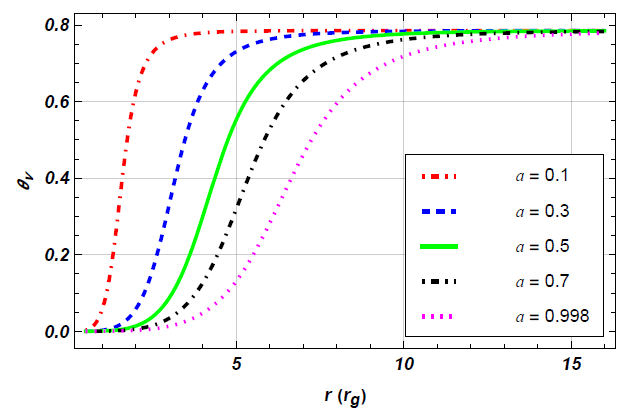 0.8
0.6
θv
0.4
0.2
0.0
a = 0.1
a = 0.3
a = 0.5
a = 0.7
a = 0.998
5 10 15
r (rg)